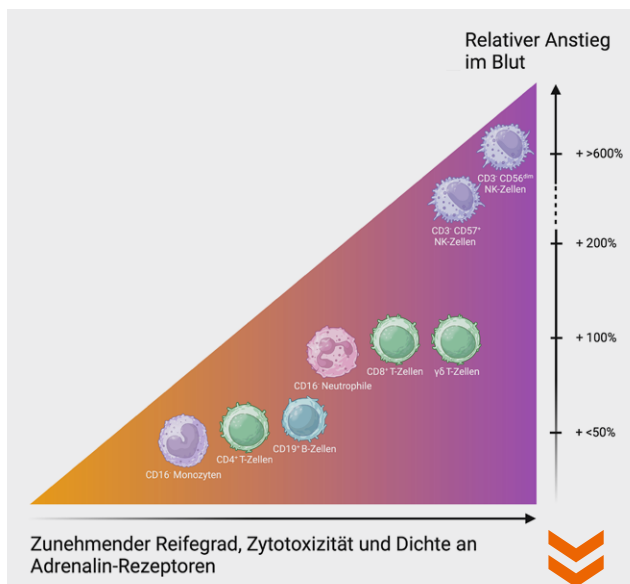 Relativer Anstieg
im Blut
+ >600%
CD3⁻ CD56ᵈⁱᵐ
NK-Zellen
CD3⁻ CD57⁺
NK-Zellen
+ 200%
+ 100%
CD16⁻ Neutrophile
CD8⁺ T-Zellen
γδ T-Zellen
+ <50%
CD16⁻ Monozyten
CD4⁺ T-Zellen
CD19⁺ B-Zellen
Zunehmender Reifegrad, Zytotoxizität und Dichte an
Adrenalin-Rezeptoren